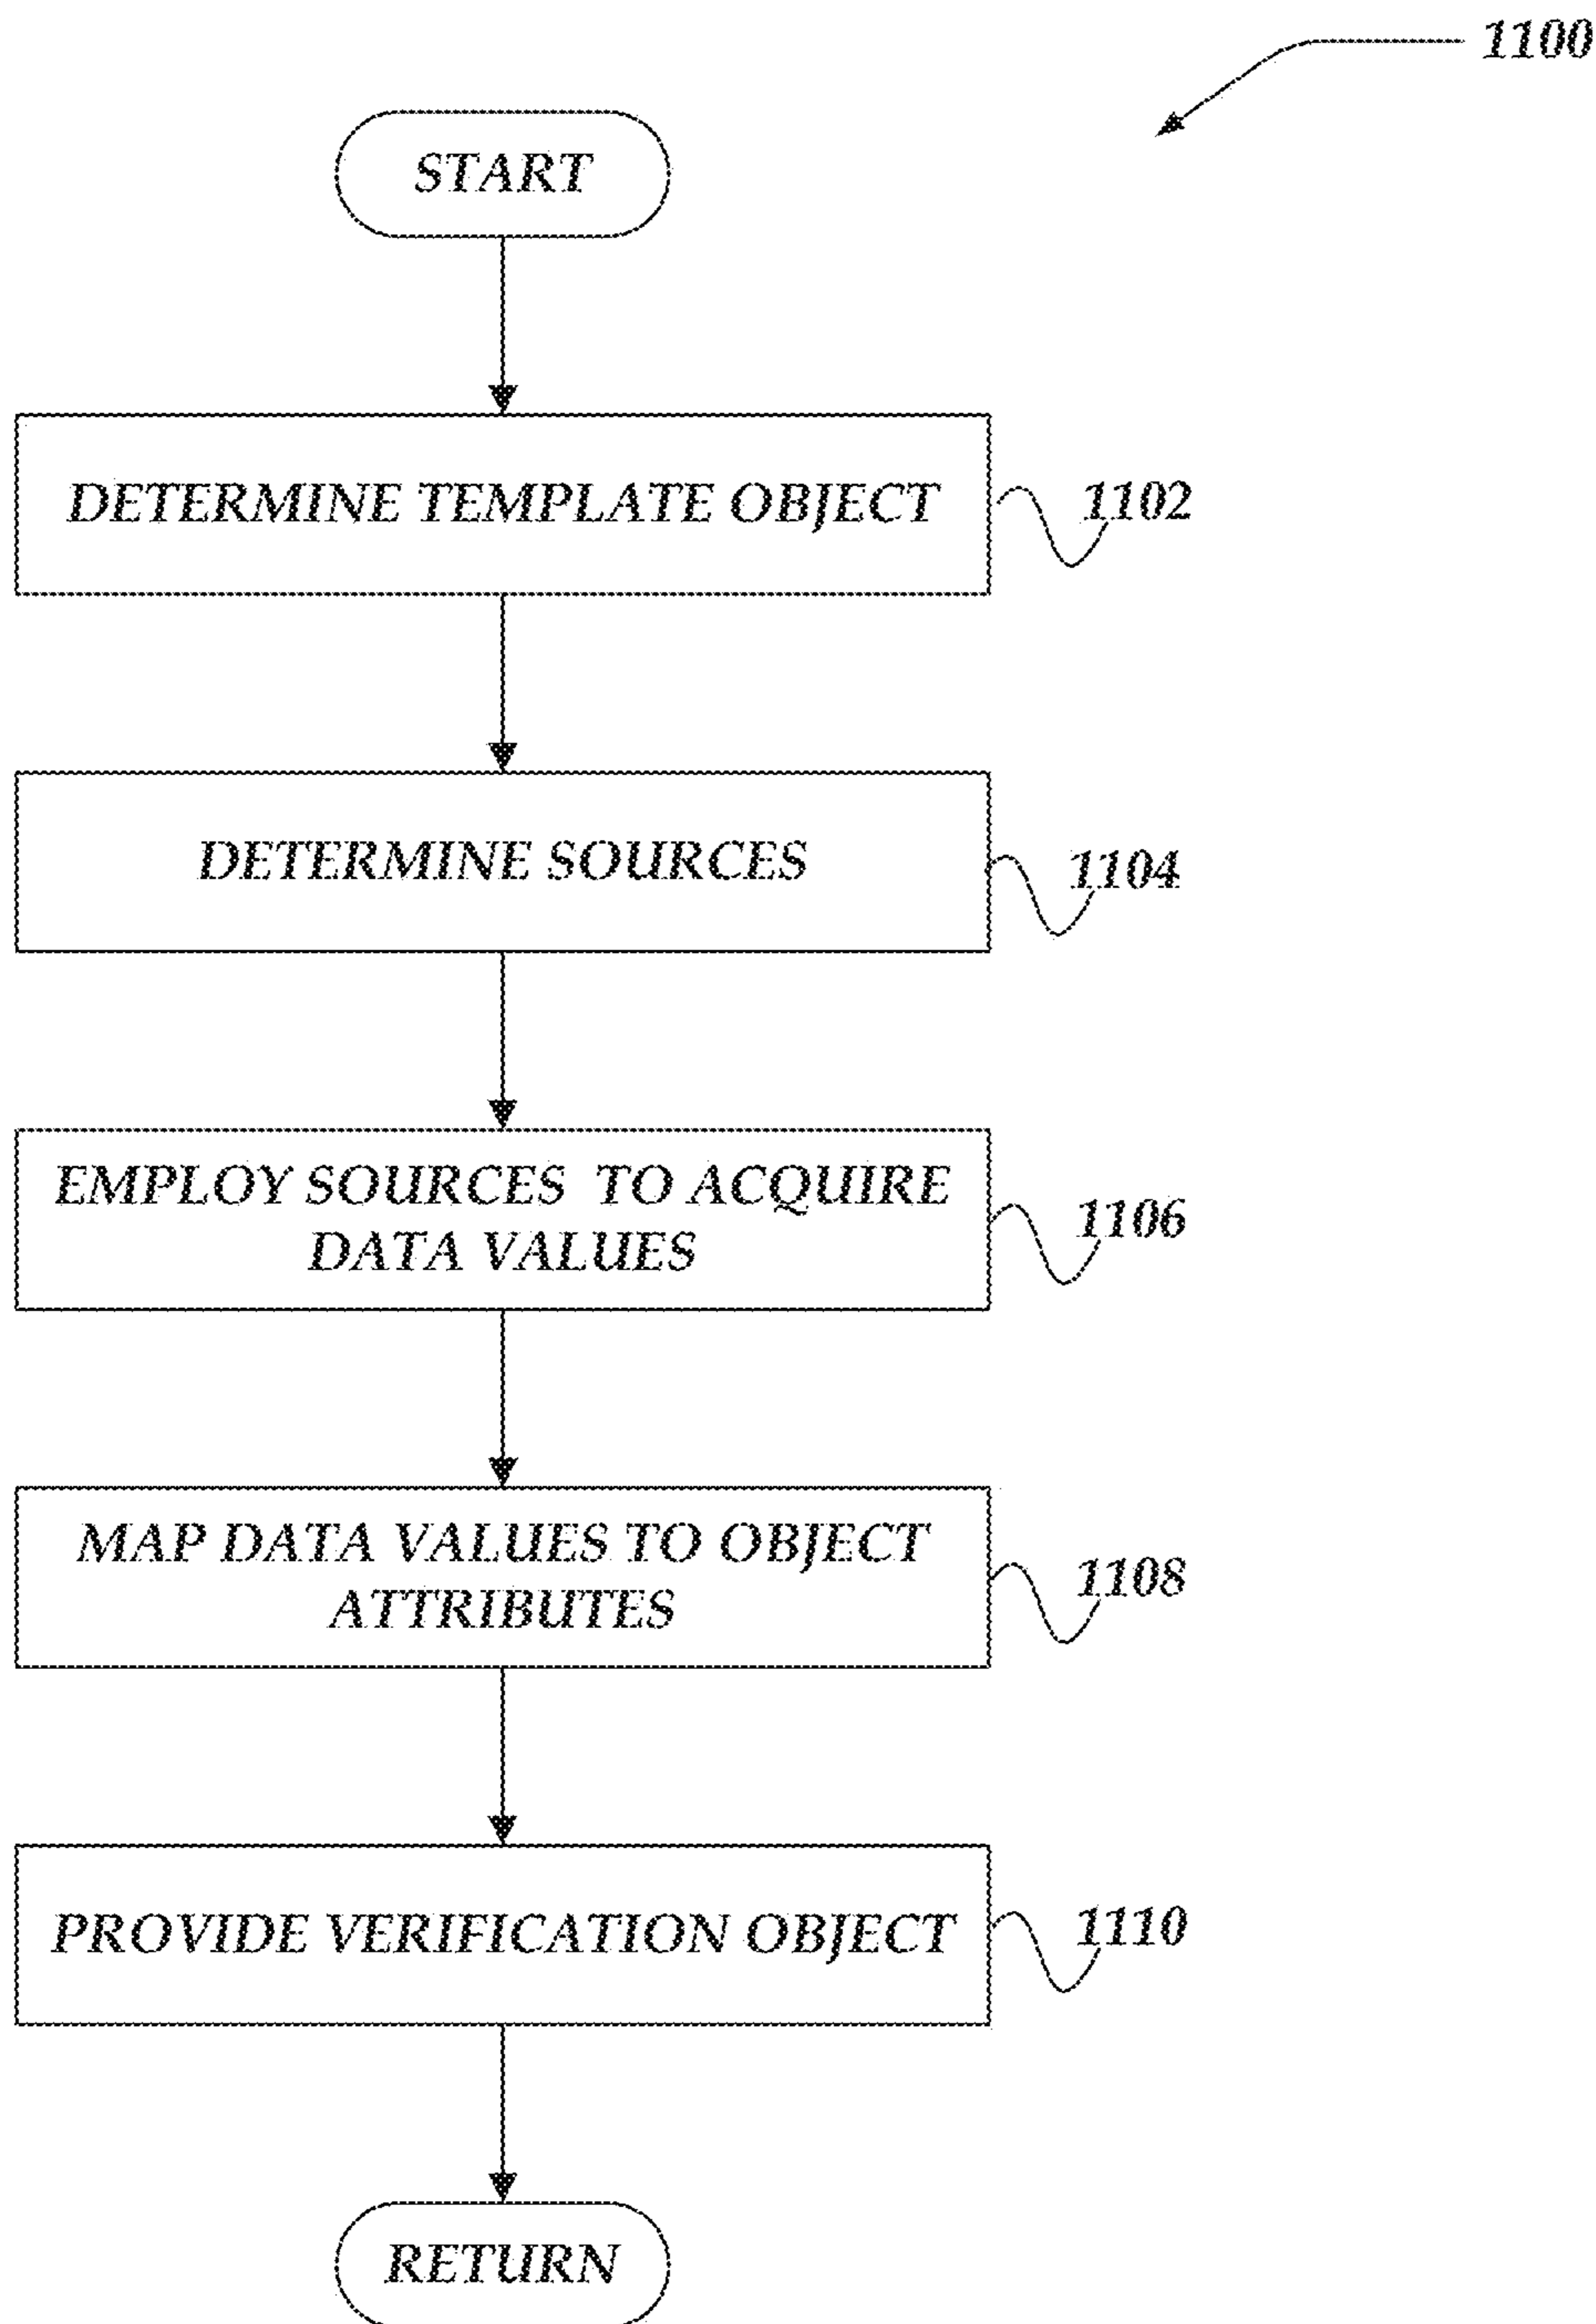 1100
START
DETERMINE TEMPLATE OBJECT
1102
DETERMINE SOURCES
1104
EMPLOY SOURCES TO ACQUIRE
DATA VALUES
1106
MAP DATA VALUES TO OBJECT
ATTRIBUTES
1108
PROVIDE VERIFICATION OBJECT
1110
RETURN